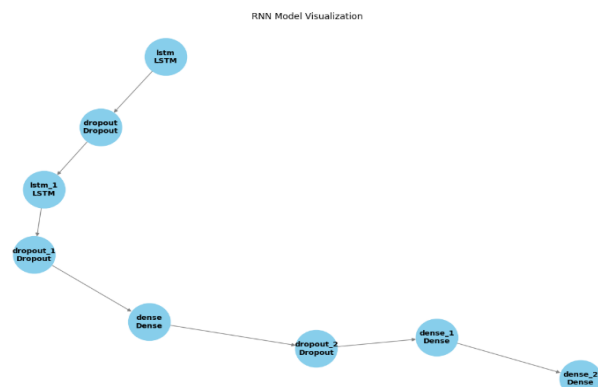 RNN Model Visualization
lstm
LSTM
dropout
Dropout
lstm_1
LSTM
dropout_1
Dropout
dense
Dense
dropout_2
Dropout
dense_1
Dense
dense_2
Dense